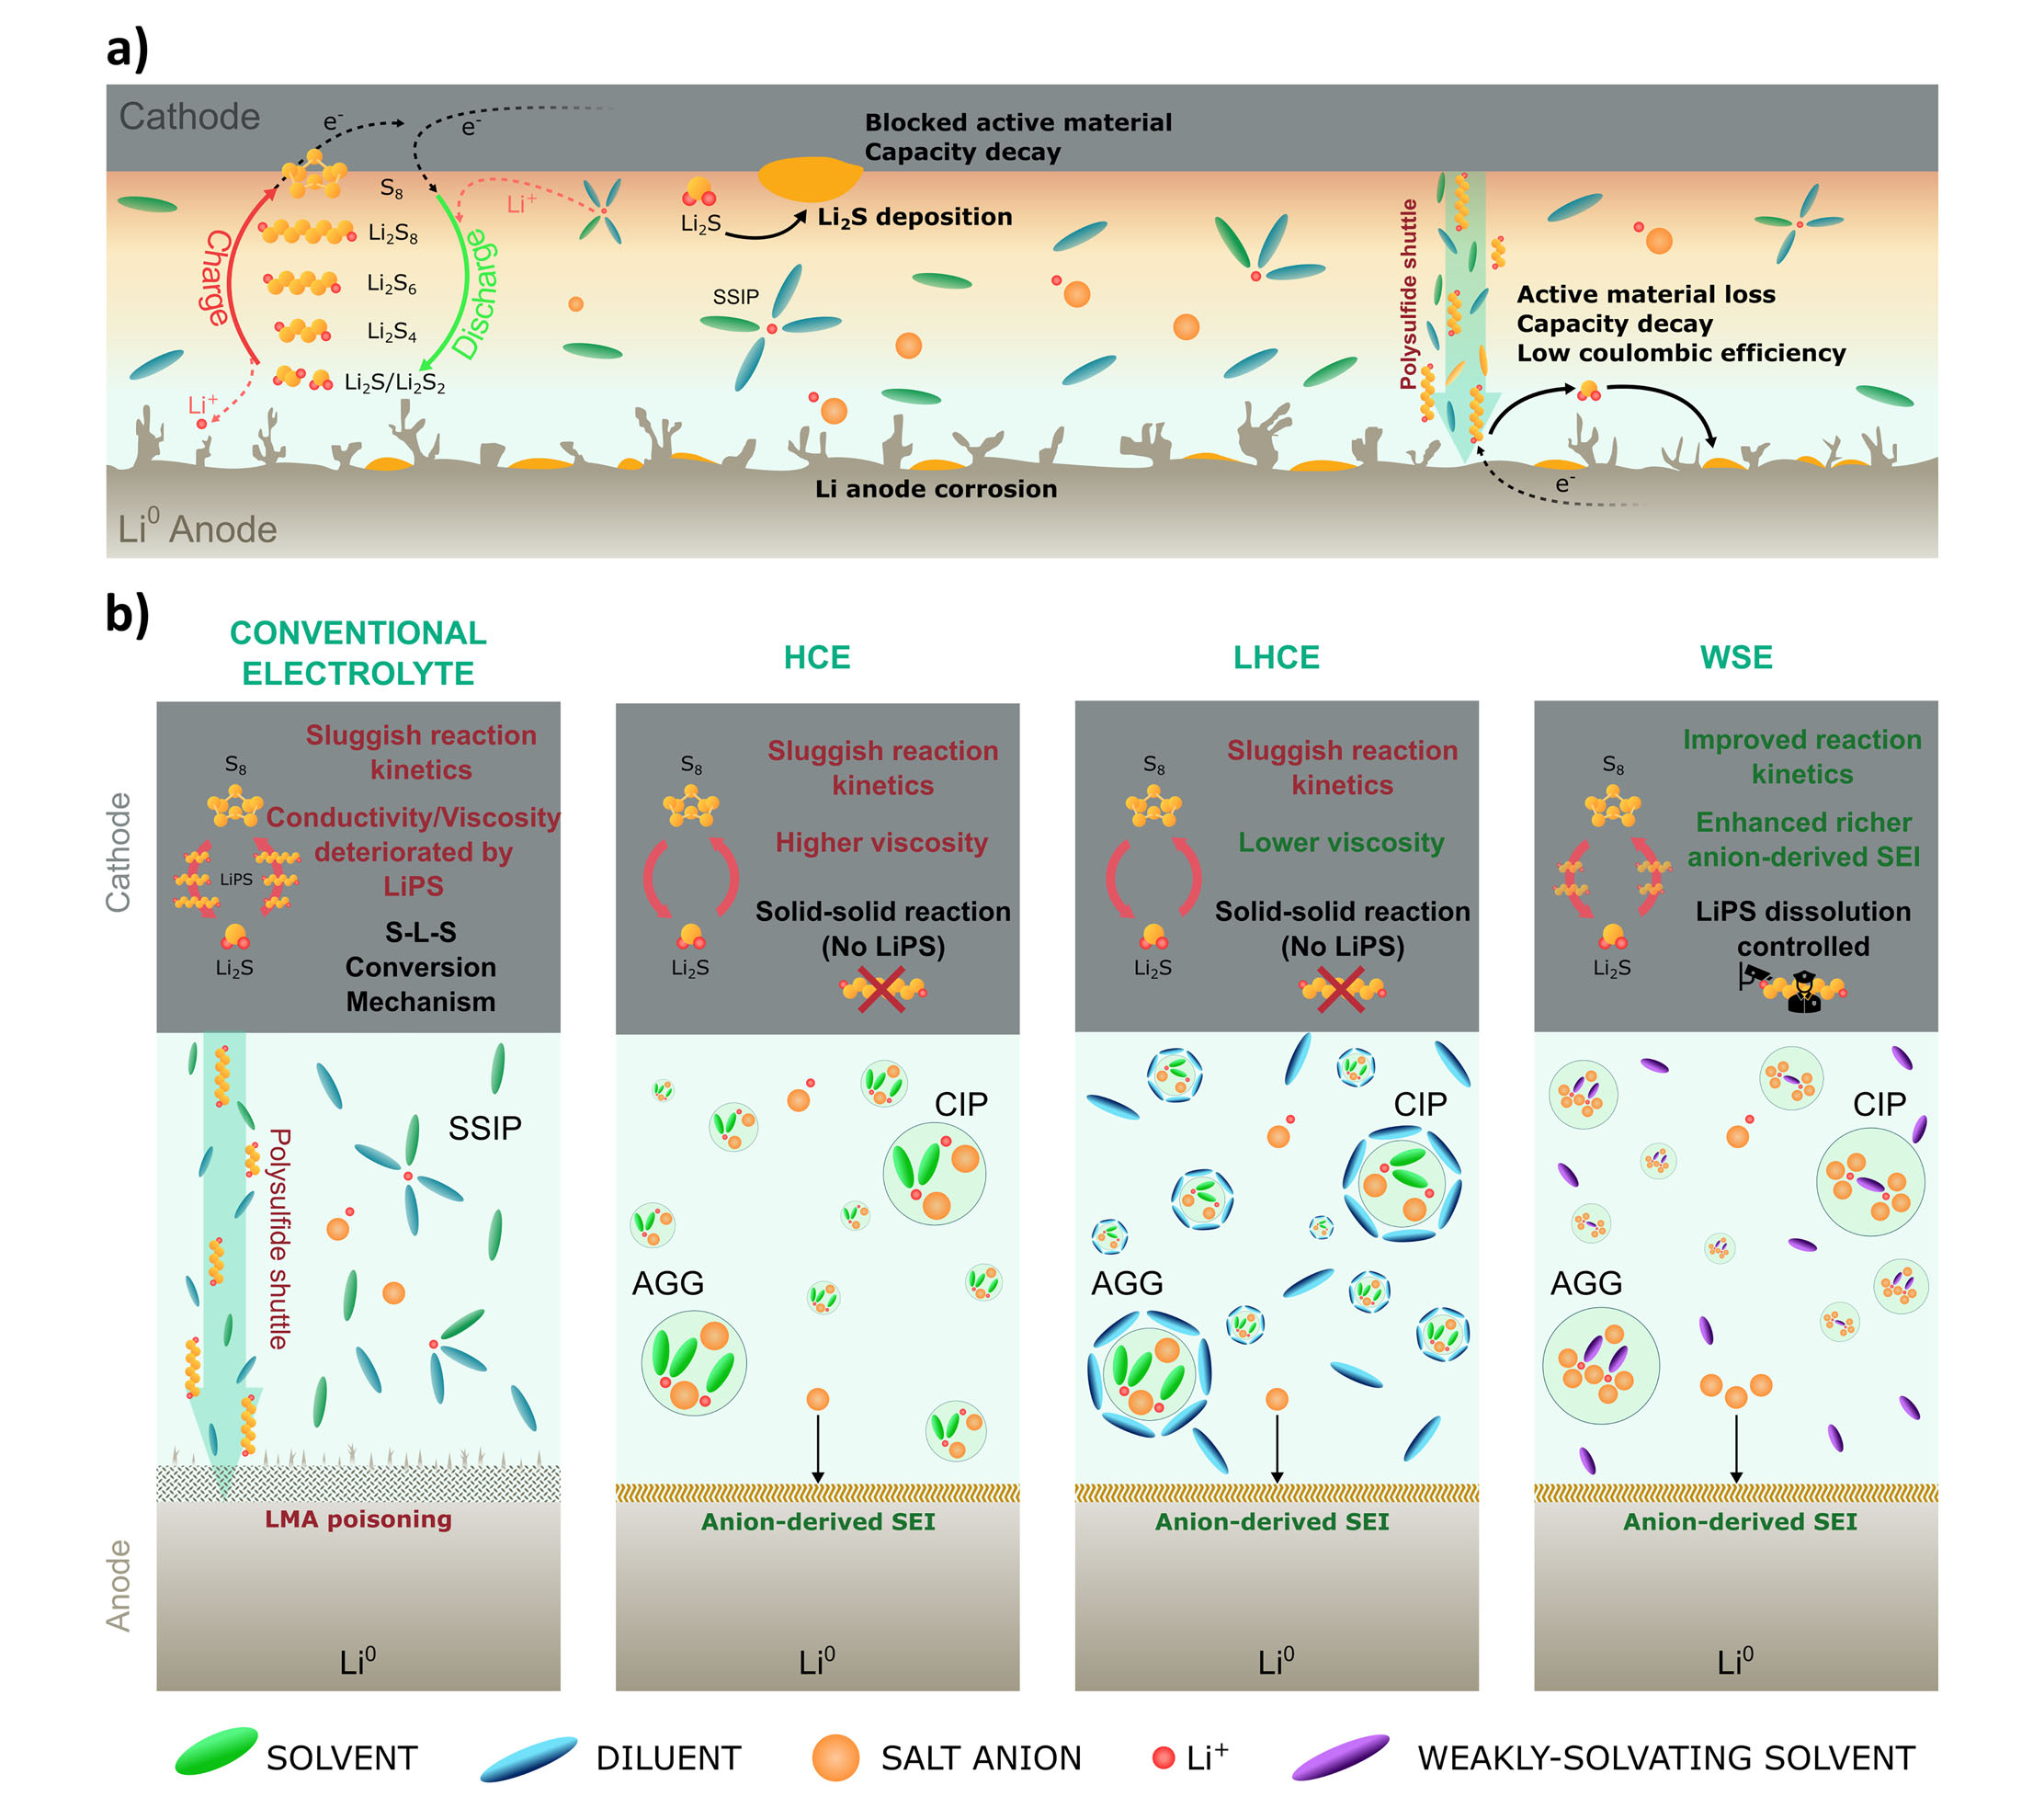 a)
Cathode
e-
e-
Blocked active material
Capacity decay
S8
Li+
Li2S
Li2S deposition
Li2S8
Li2S6
Li2S4
Li2S/Li2S2
Charge
Discharge
Li+
SSIP
Polysulfide shuttle
Active material loss
Capacity decay
Low coulombic efficiency
e-
Li anode corrosion
Li0 Anode
b)
CONVENTIONAL
ELECTROLYTE
HCE
LHCE
WSE
Cathode
Anode
S8
LiPS
Li2S
Sluggish reaction
kinetics
Conductivity/Viscosity
deteriorated by
LiPS
S-L-S
Conversion
Mechanism
SSIP
Polysulfide shuttle
LMA poisoning
Li0
S8
Li2S
Sluggish reaction
kinetics
Higher viscosity
Solid-solid reaction
(No LiPS)
CIP
AGG
Anion-derived SEI
Li0
S8
Li2S
Sluggish reaction
kinetics
Lower viscosity
Solid-solid reaction
(No LiPS)
CIP
AGG
Anion-derived SEI
Li0
S8
Li2S
Improved reaction
kinetics
Enhanced richer
anion-derived SEI
LiPS dissolution
controlled
CIP
AGG
Anion-derived SEI
Li0
SOLVENT
DILUENT
SALT ANION
Li+
WEAKLY-SOLVATING SOLVENT